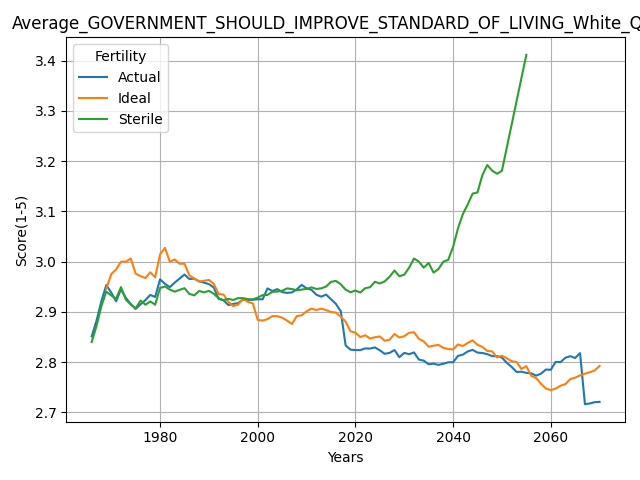 Average_GOVERNMENT_SHOULD_IMPROVE_STANDARD_OF_LIVING_White_Q
Fertility
Actual
Ideal
Sterile
3.4
3.3
3.2
3.1
3.0
2.9
2.8
2.7
Score(1-5)
1980 2000 2020 2040 2060
Years